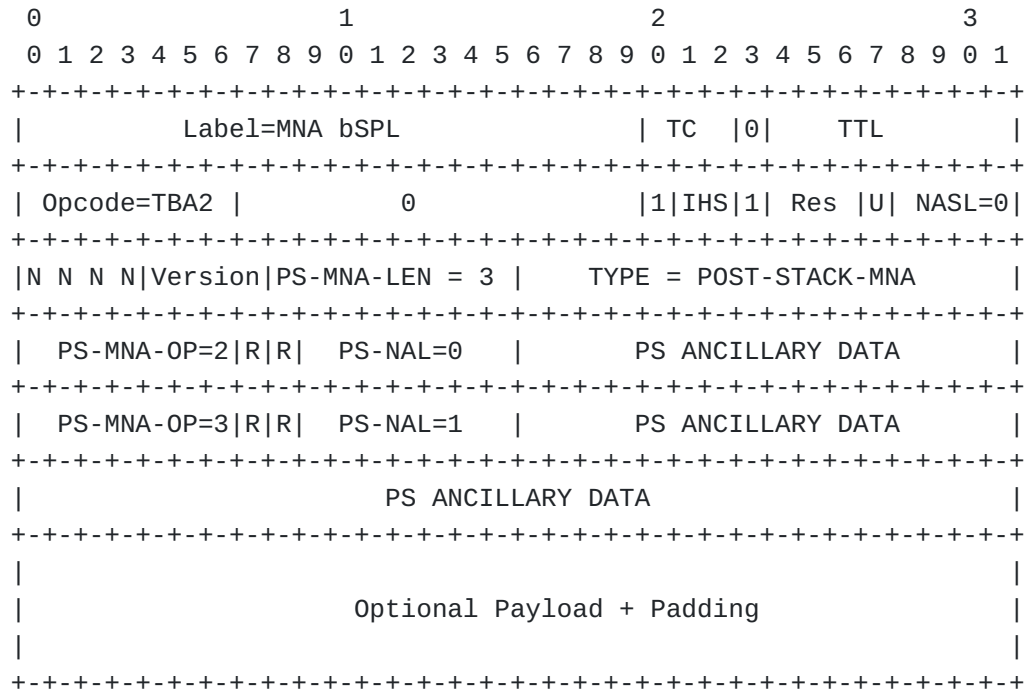 0                   1                   2                   3
 0 1 2 3 4 5 6 7 8 9 0 1 2 3 4 5 6 7 8 9 0 1 2 3 4 5 6 7 8 9 0 1
+-+-+-+-+-+-+-+-+-+-+-+-+-+-+-+-+-+-+-+-+-+-+-+-+-+-+-+-+-+-+-+-+
|          Label=MNA bSPL               | TC  |0|    TTL        |
+-+-+-+-+-+-+-+-+-+-+-+-+-+-+-+-+-+-+-+-+-+-+-+-+-+-+-+-+-+-+-+-+
| Opcode=TBA2 |          0              |1|IHS|1| Res |U| NASL=0|
+-+-+-+-+-+-+-+-+-+-+-+-+-+-+-+-+-+-+-+-+-+-+-+-+-+-+-+-+-+-+-+-+
|N N N N|Version|PS-MNA-LEN = 3 |    TYPE = POST-STACK-MNA      |
+-+-+-+-+-+-+-+-+-+-+-+-+-+-+-+-+-+-+-+-+-+-+-+-+-+-+-+-+-+-+-+-+
|  PS-MNA-OP=2|R|R|  PS-NAL=0   |       PS ANCILLARY DATA       |
+-+-+-+-+-+-+-+-+-+-+-+-+-+-+-+-+-+-+-+-+-+-+-+-+-+-+-+-+-+-+-+-+
|  PS-MNA-OP=3|R|R|  PS-NAL=1   |       PS ANCILLARY DATA       |
+-+-+-+-+-+-+-+-+-+-+-+-+-+-+-+-+-+-+-+-+-+-+-+-+-+-+-+-+-+-+-+-+
|                       PS ANCILLARY DATA                       |
+-+-+-+-+-+-+-+-+-+-+-+-+-+-+-+-+-+-+-+-+-+-+-+-+-+-+-+-+-+-+-+-+
|                                                               |
|                     Optional Payload + Padding                |
|                                                               |
+-+-+-+-+-+-+-+-+-+-+-+-+-+-+-+-+-+-+-+-+-+-+-+-+-+-+-+-+-+-+-+-+